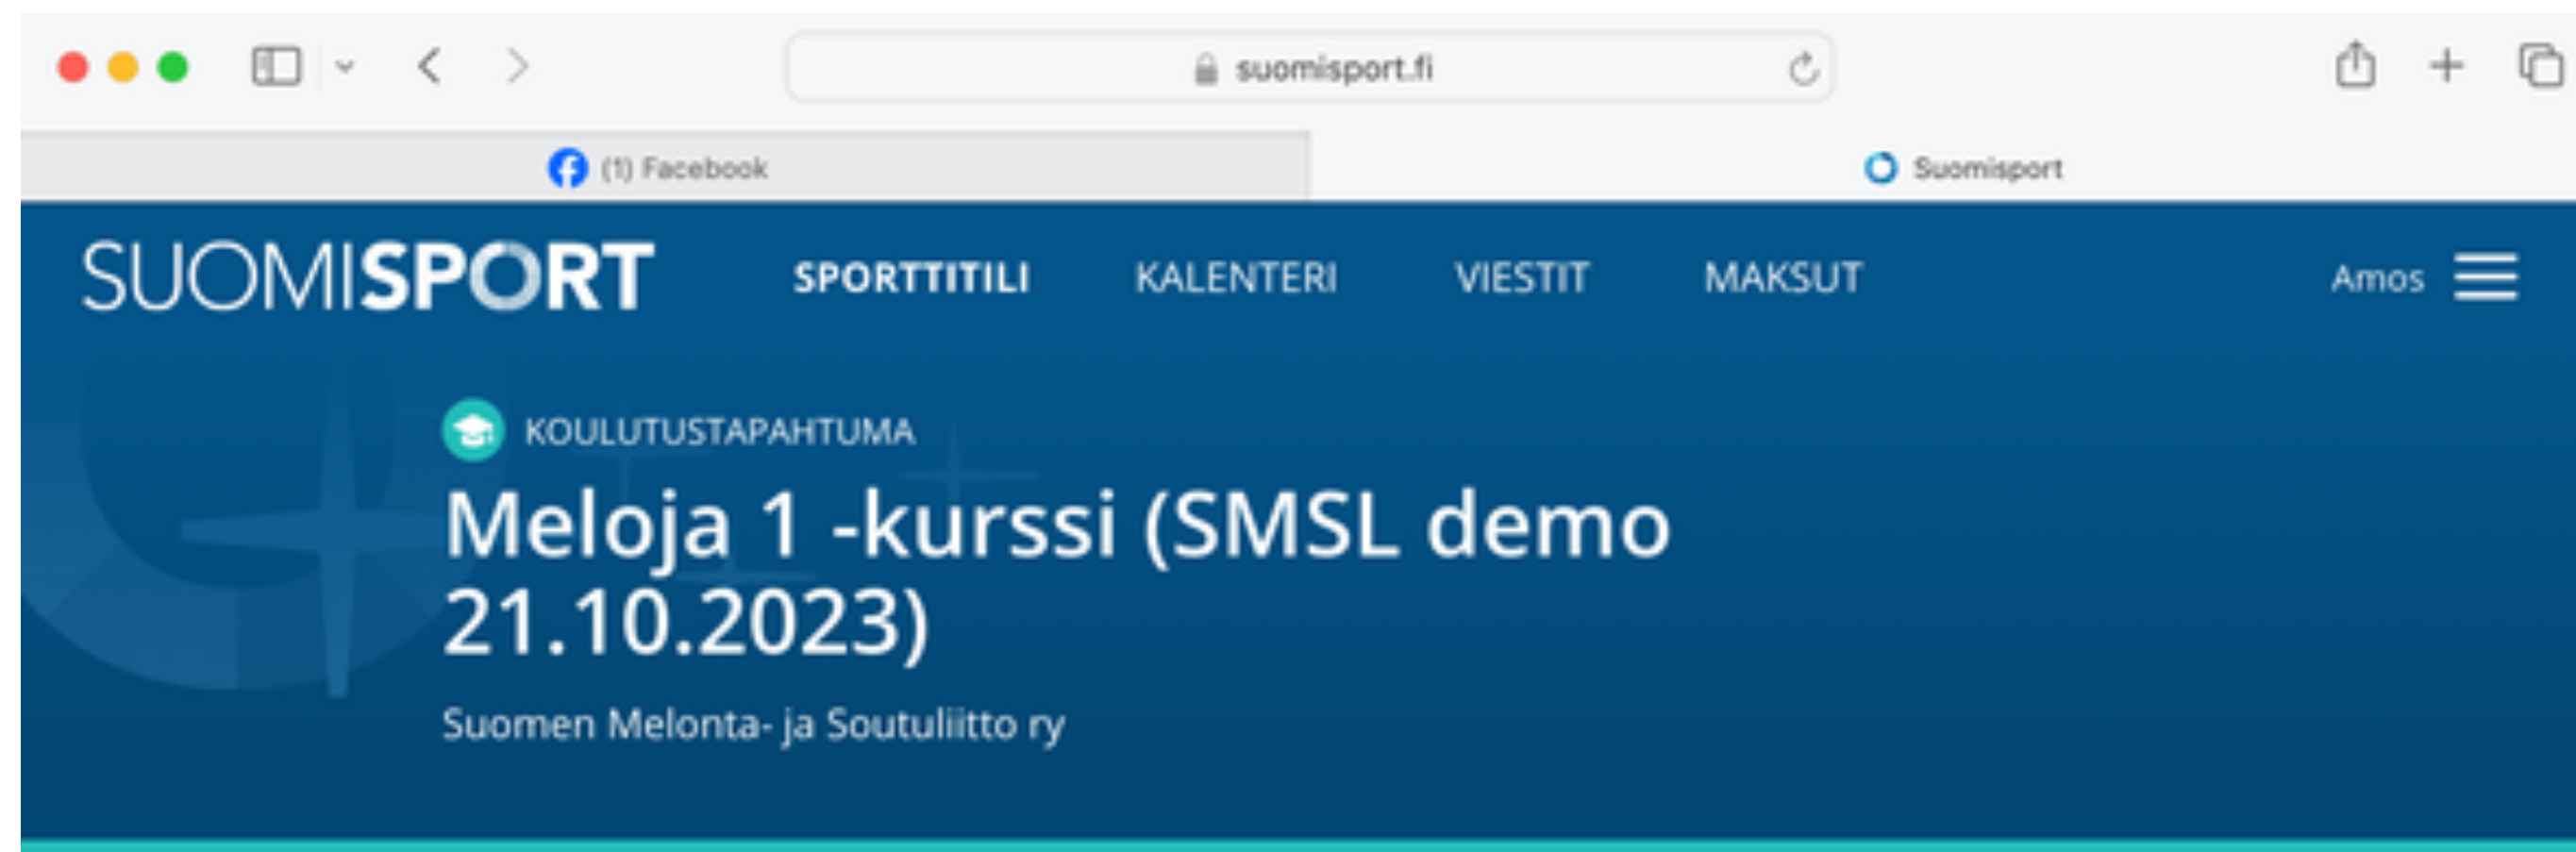 suomisport.fi
(1) Facebook
Suomisport
SUOMISPORT SPORTTITILI KALENTERI VIESTIT MAKSUT Amos
KOULUTUSTAPAHTUMA
Meloja 1 -kurssi (SMSL demo
21.10.2023)
Suomen Melonta- ja Soutuliitto ry